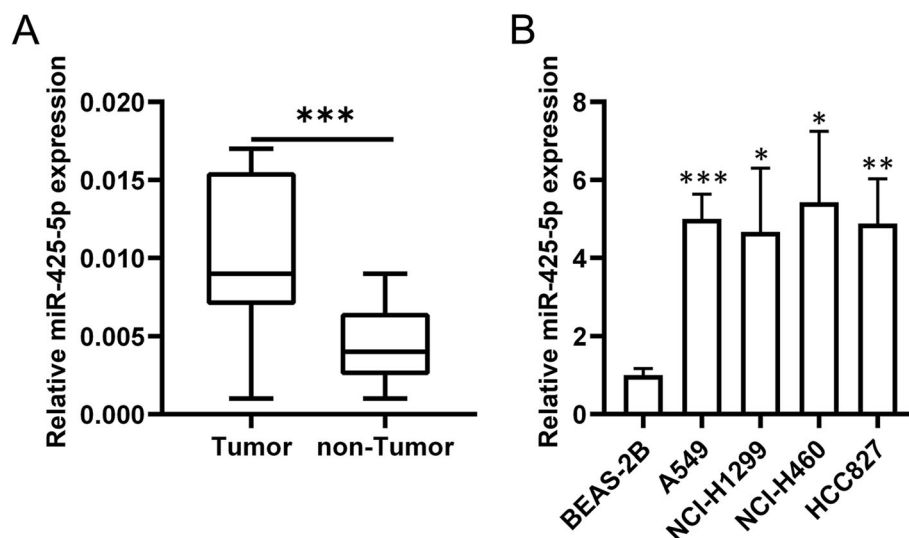 A
Relative miR-425-5p expression
0.020
0.015
0.010
0.005
0.000
***
Tumor non-Tumor
B
Relative miR-425-5p expression
8
6
4
2
0
***
*
*
**
BEAS-2B
A549
NCI-H1299
NCI-H460
HCC827